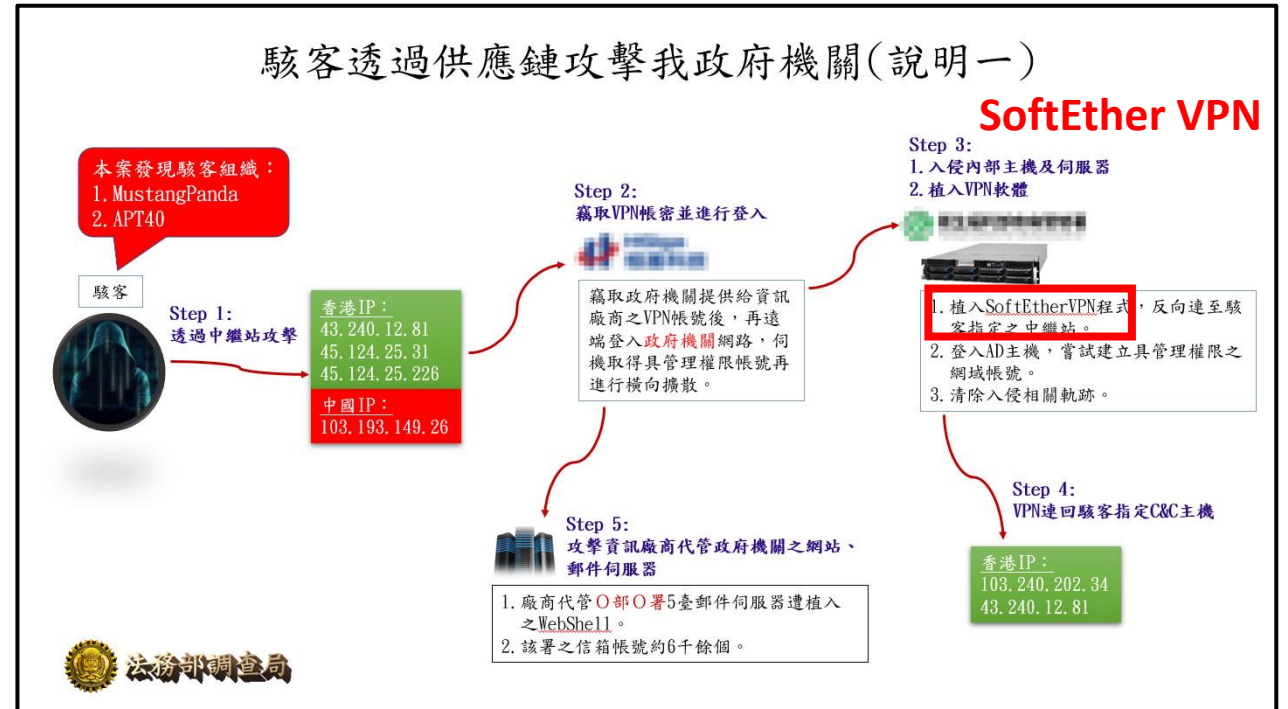 駭客透過供應鏈攻擊我政府機關(說明一)
SoftEther VPN
本案發現駭客組織：
1.MustangPanda
2.APT40
駭客
Step 1:
透過中繼站攻擊
香港IP：
43.240.12.81
45.124.25.31
45.124.25.226
中國IP：
103.193.149.26
Step 2:
竊取VPN帳密並進行登入
竊取政府機關提供給資訊
廠商之VPN帳號後，再遠
端登入政府機關網路，伺
機取得具管理權限帳號再
進行橫向擴散。
Step 3:
1.入侵內部主機及伺服器
2.植入VPN軟體
1.植入SoftEtherVPN程式，反向連至駭
客指定之中繼站。
2.登入AD主機，嘗試建立具管理權限之
網域帳號。
3.清除入侵相關軌跡。
Step 4:
VPN連回駭客指定C&C主機
香港IP：
103.240.202.34
43.240.12.81
Step 5:
攻擊資訊廠商代管政府機關之網站、
郵件伺服器
1.廠商代管O部O署5臺郵件伺服器遭植入
之WebShell。
2.該署之信箱帳號約6千餘個。
法務部調查局